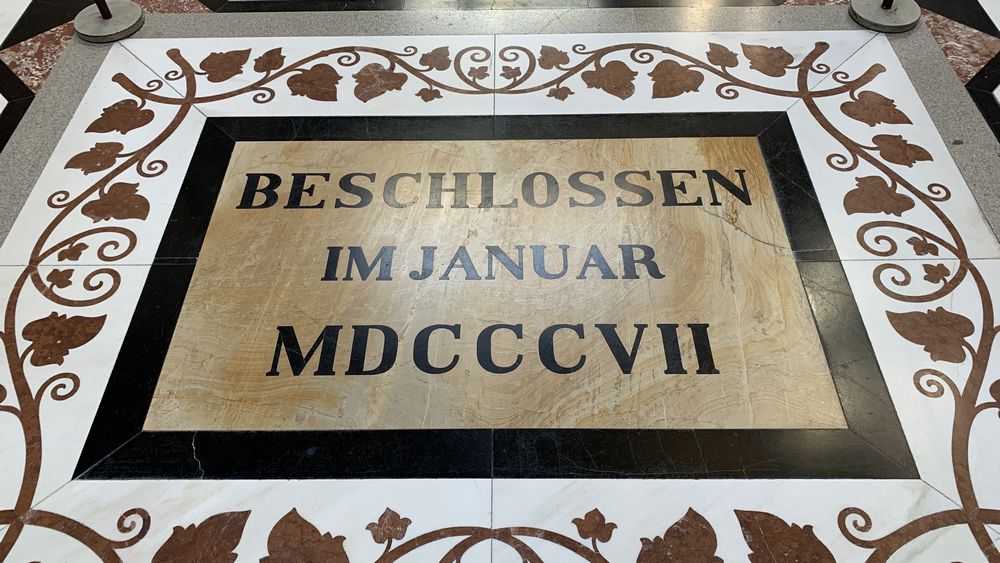 BESCHLOSSEN
IM JANUAR
MDCCCVII